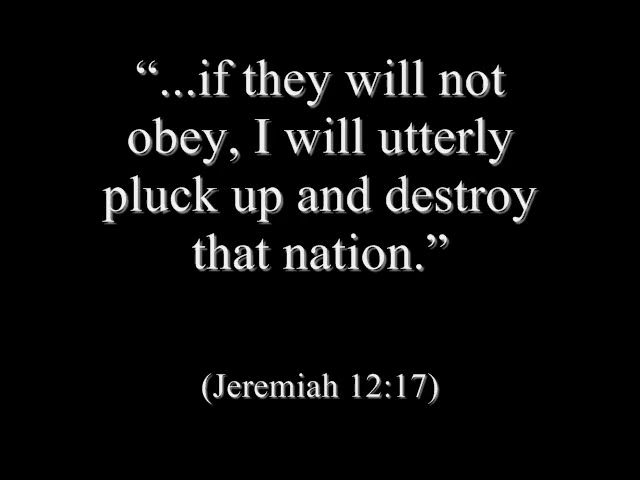 “...if they will not
obey, I will utterly
pluck up and destroy
that nation.”
(Jeremiah 12:17)